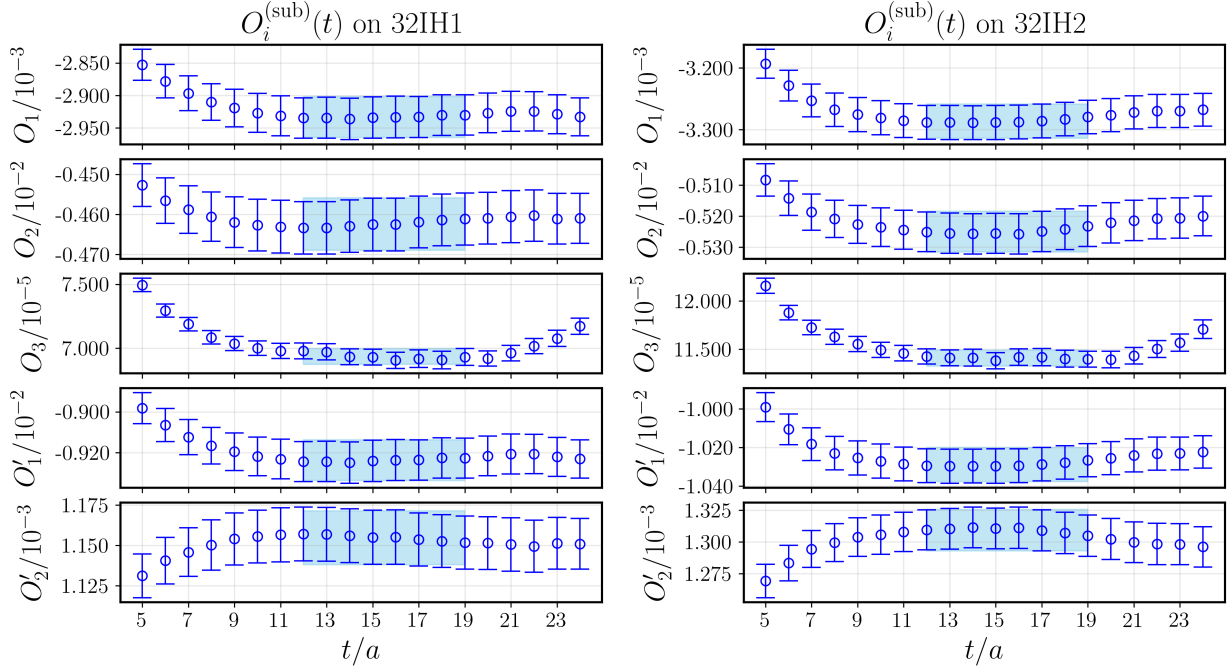 O_i^{(sub)}(t) on 32IH1
O_1/10^{-3}
-2.850
-2.900
-2.950
O_2/10^{-2}
-0.450
-0.460
-0.470
O_3/10^{-5}
7.500
7.000
O'_1/10^{-2}
-0.900
-0.920
O'_2/10^{-3}
1.175
1.150
1.125
5 7 9 11 13 15 17 19 21 23
t/a
O_i^{(sub)}(t) on 32IH2
O_1/10^{-3}
-3.200
-3.300
O_2/10^{-2}
-0.510
-0.520
-0.530
O_3/10^{-5}
12.000
11.500
O'_1/10^{-2}
-1.000
-1.020
-1.040
O'_2/10^{-3}
1.325
1.300
1.275
5 7 9 11 13 15 17 19 21 23
t/a